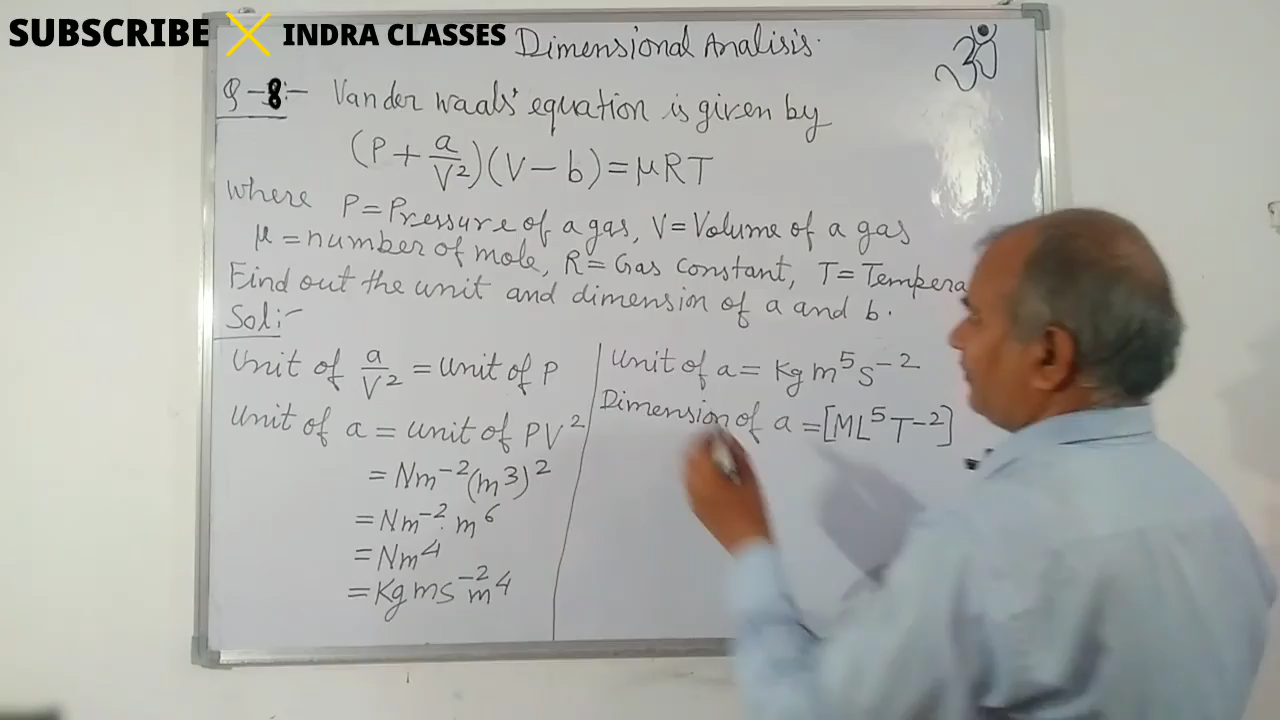 SUBSCRIBE INDRA CLASSES
Dimensional Analisis.
ॐ
Q-8:- Van der waals' equation is given by
(P + a/V²)(V - b) = μRT
where P = Pressure of a gas, V = Volume of a gas
μ = number of mole, R = Gas constant, T = Tempera
Find out the unit and dimension of a and b.
Sol:-
Unit of a/V² = unit of P
Unit of a = unit of PV²
= Nm⁻²(m³)²
= Nm⁻². m⁶
= Nm⁴
= Kg ms⁻² m⁴
Unit of a = Kg m⁵ s⁻²
Dimension of a = [ML⁵T⁻²]